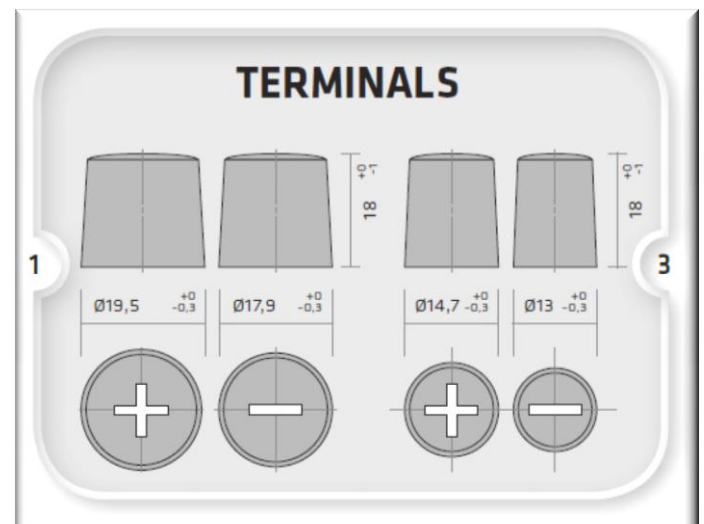 TERMINALS
+0
-1
18
+0
-1
18
1
3
Ø19,5 +0 -0,3
Ø17,9 +0 -0,3
Ø14,7 +0 -0,3
Ø13 +0 -0,3
+
−
+
−